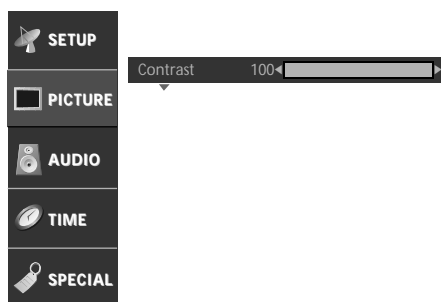 SETUP
Contrast 100
PICTURE
AUDIO
TIME
SPECIAL